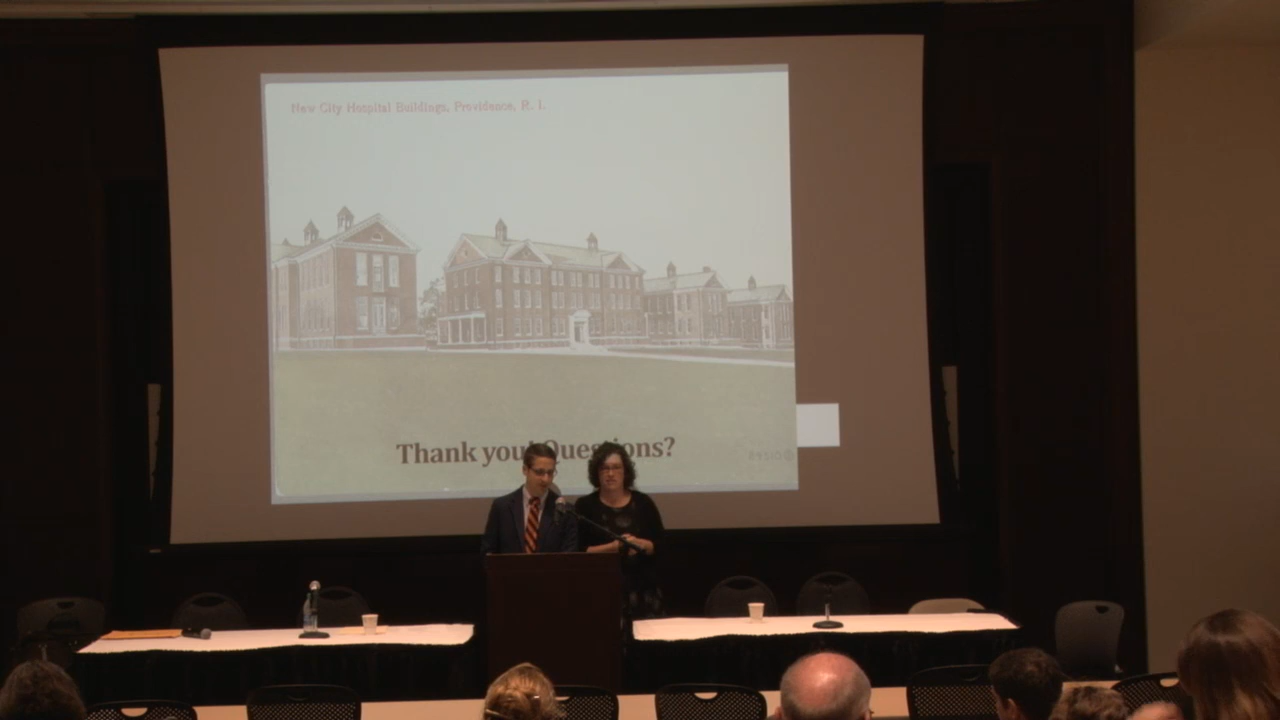 New City Hospital Buildings, Providence, R. I.
Thank you! Questions?